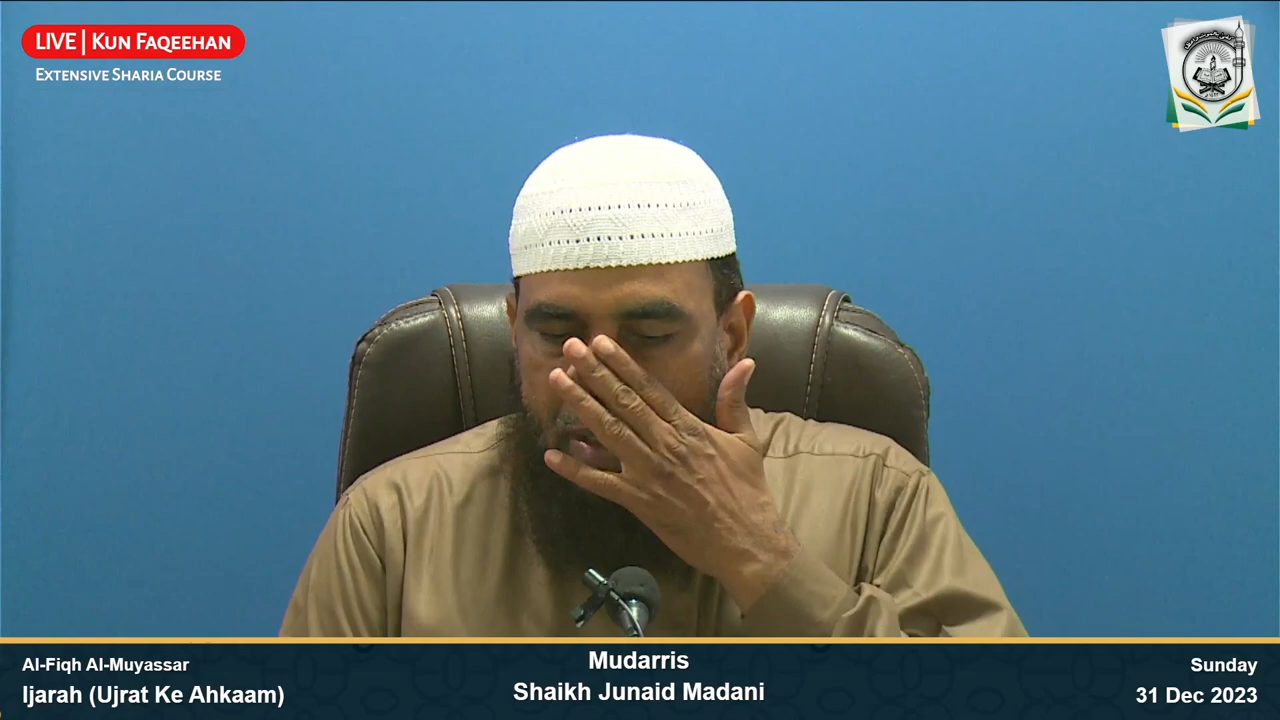 LIVE | KUN FAQEEHAN
EXTENSIVE SHARIA COURSE
Al-Fiqh Al-Muyassar
Ijarah (Ujrat Ke Ahkaam)
Mudarris
Shaikh Junaid Madani
Sunday
31 Dec 2023